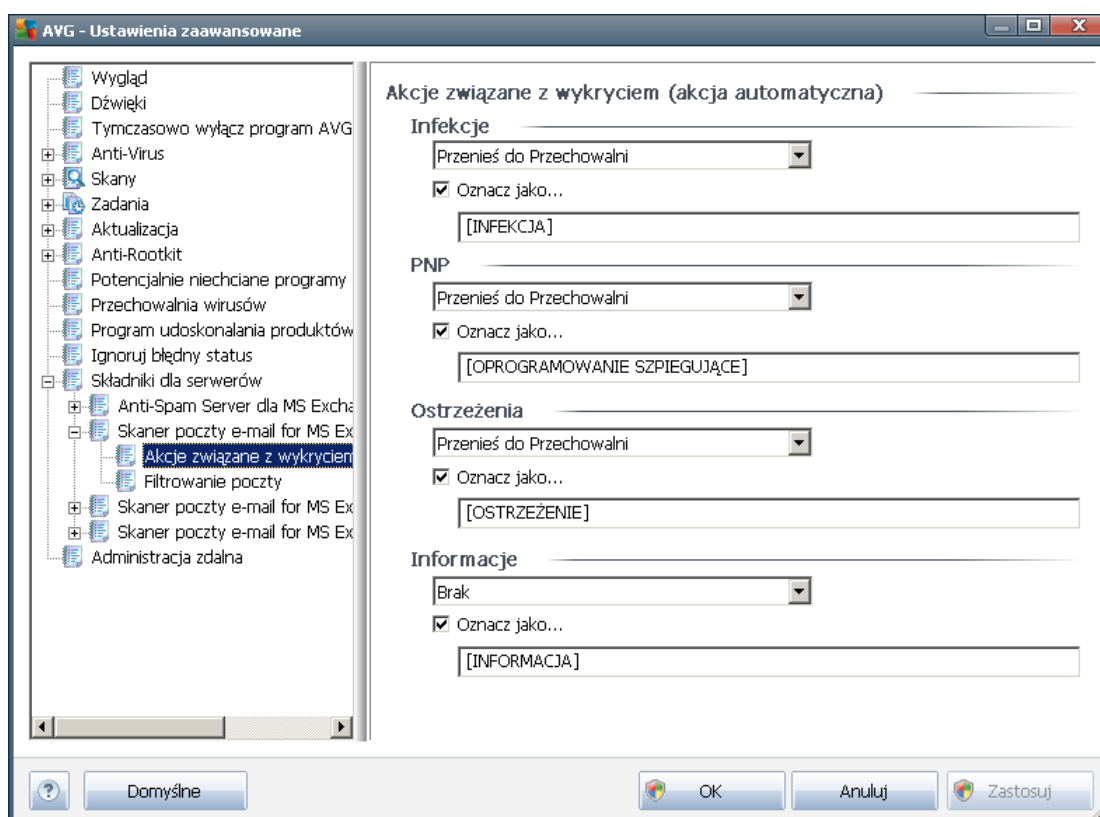 AVG - Ustawienia zaawansowane
Wygląd
Dźwięki
Tymczasowo wyłącz program AVG
Anti-Virus
Skany
Zadania
Aktualizacja
Anti-Rootkit
Potencjalnie niechciane programy
Przechowalnia wirusów
Program udoskonalania produktów
Ignoruj błędny status
Składniki dla serwerów
Anti-Spam Server dla MS Excha
Skaner poczty e-mail for MS Ex
Akcje związane z wykryciem
Filtrowanie poczty
Skaner poczty e-mail for MS Ex
Skaner poczty e-mail for MS Ex
Administracja zdalna
Akcje związane z wykryciem (akcja automatyczna)
Infekcje
Przenieś do Przechowalni
Oznacz jako...
[INFEKCJA]
PNP
Przenieś do Przechowalni
Oznacz jako...
[OPROGRAMOWANIE SZPIEGUJĄCE]
Ostrzeżenia
Przenieś do Przechowalni
Oznacz jako...
[OSTRZEŻENIE]
Informacje
Brak
Oznacz jako...
[INFORMACJA]
? Domyślne OK Anuluj Zastosuj